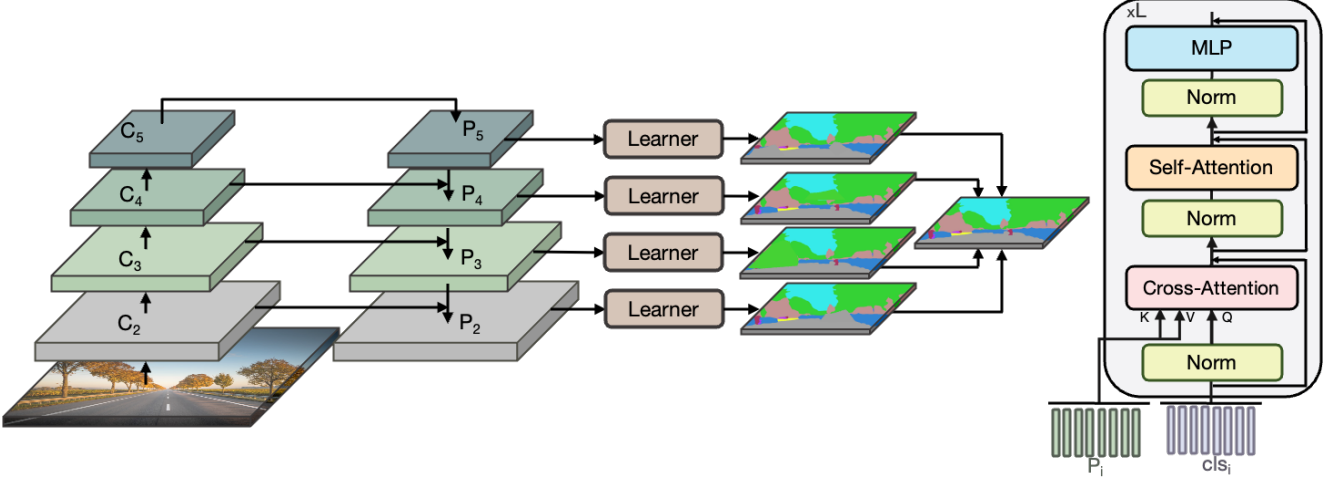 C5
C4
C3
C2
P5
P4
P3
P2
Learner
Learner
Learner
Learner
xL
MLP
Norm
Self-Attention
Norm
Cross-Attention
K
V
Q
Norm
Pi
clsi